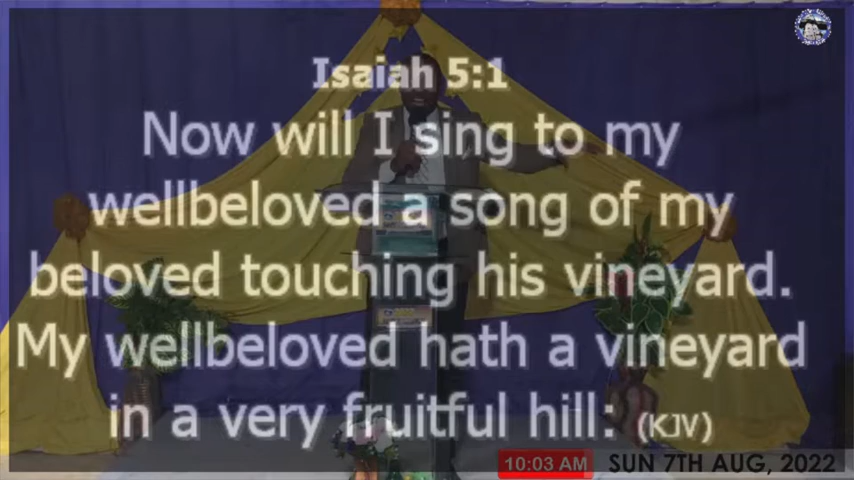 Isaiah 5:1
Now will I sing to my
wellbeloved a song of my
beloved touching his vineyard.
My wellbeloved hath a vineyard
in a very fruitful hill: (KJV)
10:03 AM SUN 7TH AUG, 2022